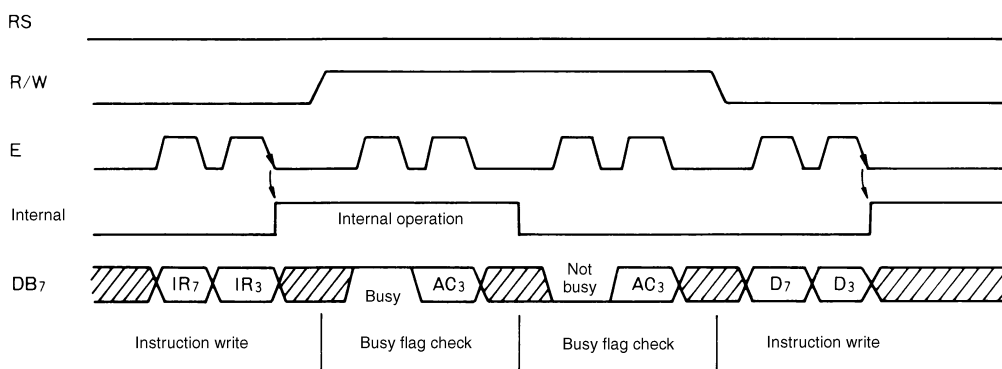 RS
R/W
E
Internal
Internal operation
DB7
IR7 IR3 Busy AC3 Not busy AC3 D7 D3
Instruction write Busy flag check Busy flag check Instruction write